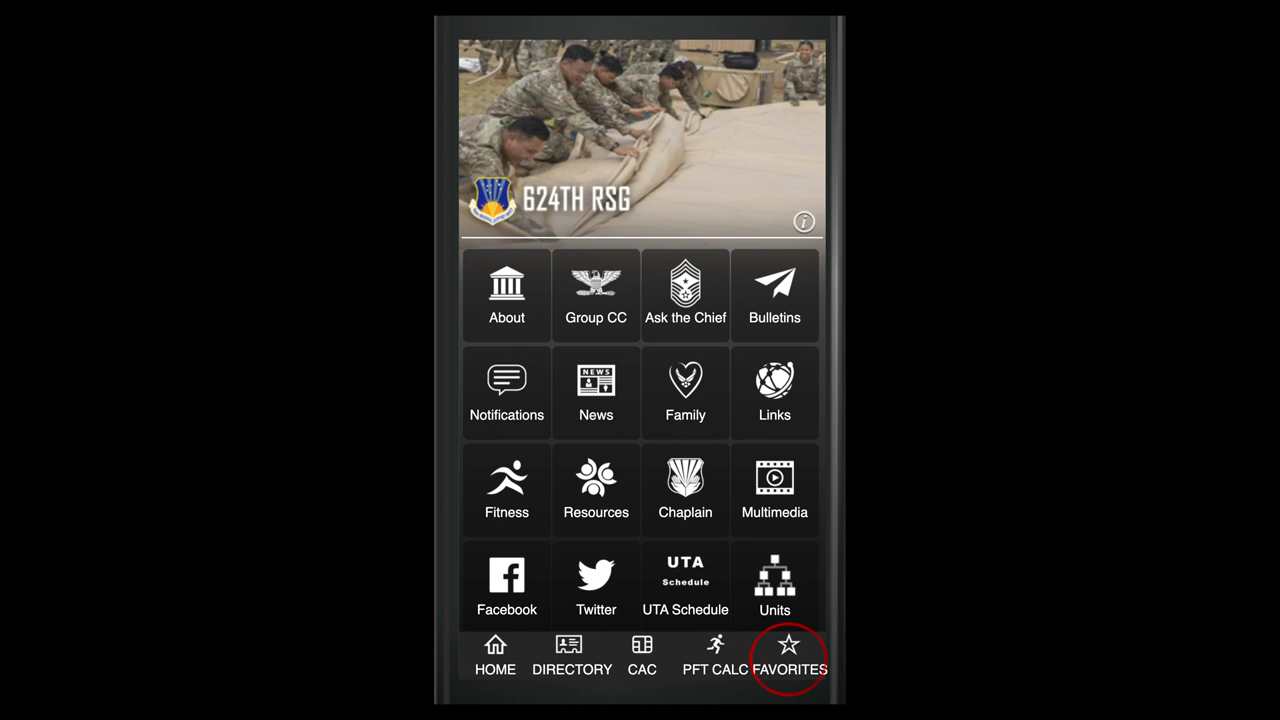 624TH RSG
i
About Group CC Ask the Chief Bulletins
NEWS
Notifications News Family Links
Fitness Resources Chaplain Multimedia
UTA
Schedule
Facebook Twitter UTA Schedule Units
HOME DIRECTORY CAC PFT CALC FAVORITES